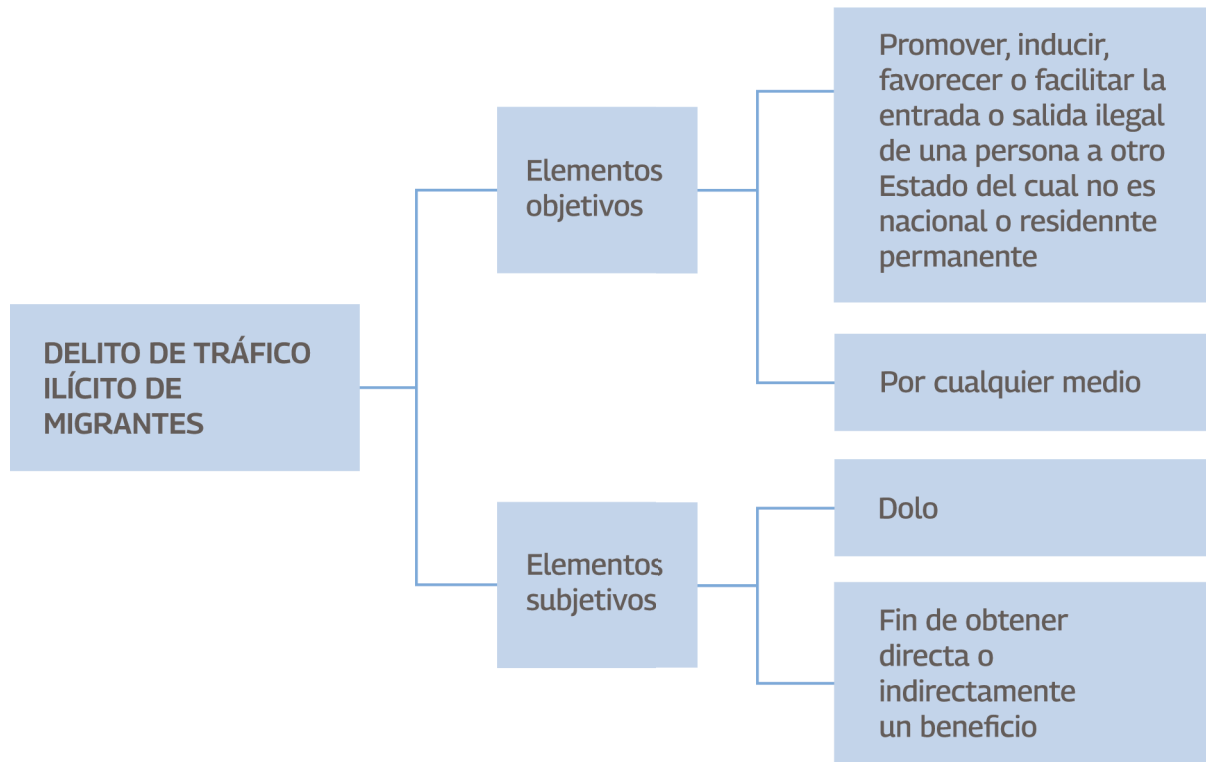 DELITO DE TRÁFICO
ILÍCITO DE
MIGRANTES
Elementos
objetivos
Promover, inducir,
favorecer o facilitar la
entrada o salida ilegal
de una persona a otro
Estado del cual no es
nacional o residennte
permanente
Por cualquier medio
Elementos
subjetivos
Dolo
Fin de obtener
directa o
indirectamente
un beneficio